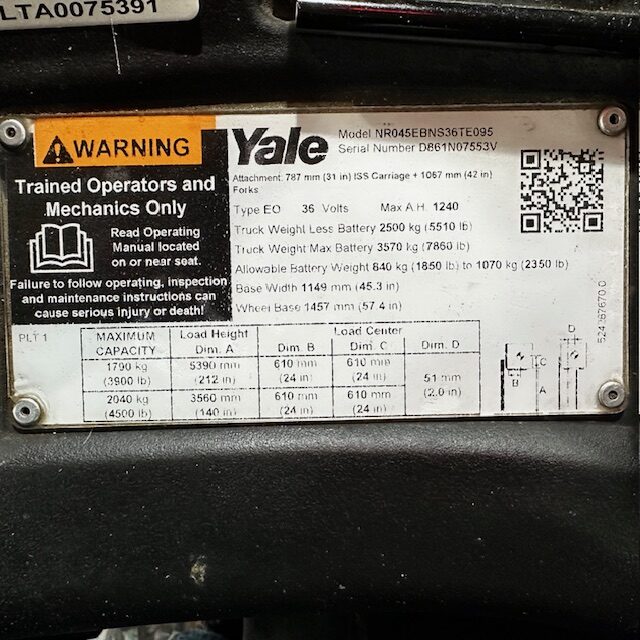 LTA0075391
WARNING
Trained Operators and
Mechanics Only
Read Operating
Manual located
on or near seat.
Failure to follow operating, inspection
and maintenance instructions can
cause serious injury or death!
Yale
Model NR045EBNS36TE095
Serial Number D861N07553V
Attachment: 787 mm (31 in) ISS Carriage + 1067 mm (42 in)
Forks
Type EO 36 Volts Max A.H. 1240
Truck Weight Less Battery 2500 kg (5510 lb)
Truck Weight Max Battery 3570 kg (7860 lb)
Allowable Battery Weight 840 kg (1850 lb) to 1070 kg (2350 lb)
Base Width 1149 mm (45.3 in)
Wheel Base 1457 mm (57.4 in)
PLT 1
MAXIMUM CAPACITY Load Height Dim. A Load Center Dim. B Dim. C Dim. D
1790 kg 5390 mm 610 mm 610 mm
(3900 lb) (212 in) (24 in) (24 in)
51 mm
(2.0 in)
2040 kg 3560 mm 610 mm 610 mm
(4500 lb) (140 in) (24 in) (24 in)
D
C
B
A